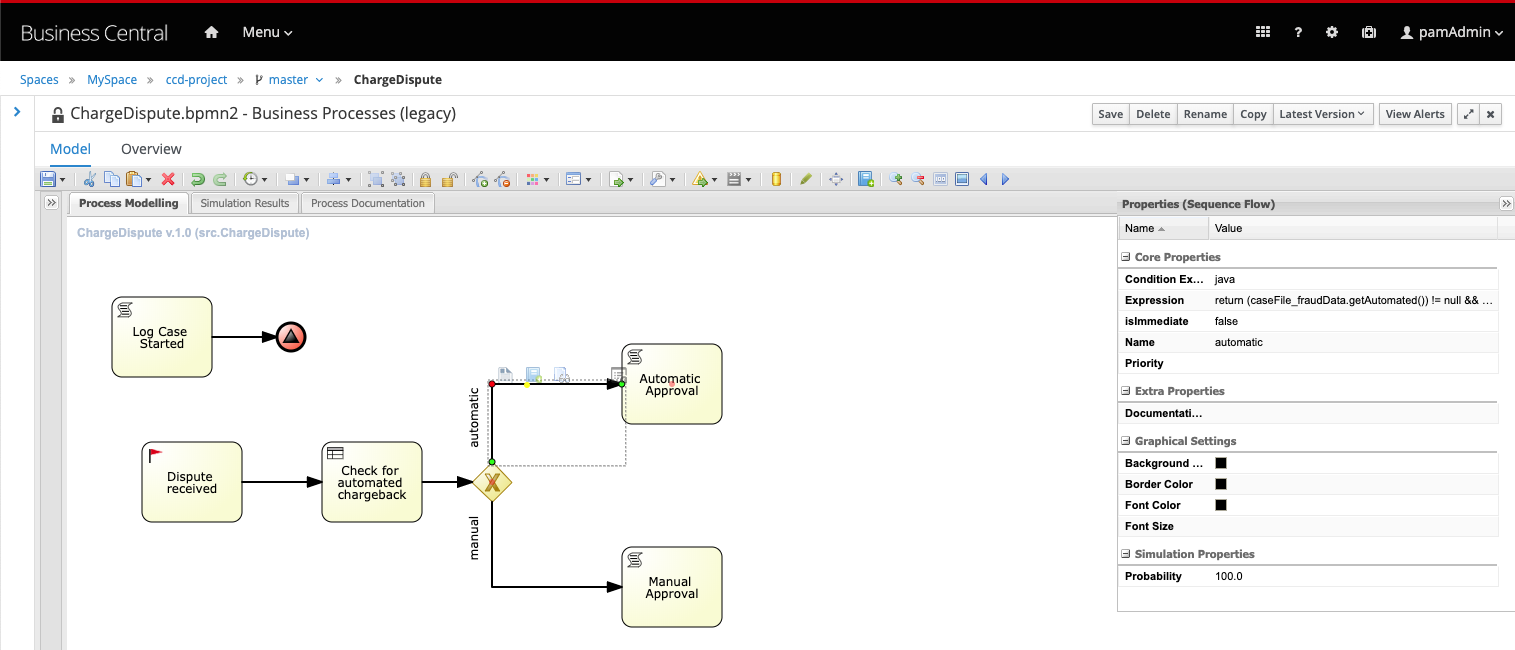 Business Central
Menu
?
pamAdmin
Spaces » MySpace » ccd-project » master » ChargeDispute
ChargeDispute.bpmn2 - Business Processes (legacy)
Save Delete Rename Copy Latest Version View Alerts
Model Overview
Process Modelling Simulation Results Process Documentation
ChargeDispute v.1.0 (src.ChargeDispute)
Log Case
Started
Automatic
Approval
automatic
Dispute
received
Check for
automated
chargeback
X
manual
Manual
Approval
Properties (Sequence Flow)
Name Value
Core Properties
Condition Ex... java
Expression return (caseFile_fraudData.getAutomated()) != null && ...
isImmediate false
Name automatic
Priority
Extra Properties
Documentati...
Graphical Settings
Background ...
Border Color
Font Color
Font Size
Simulation Properties
Probability 100.0